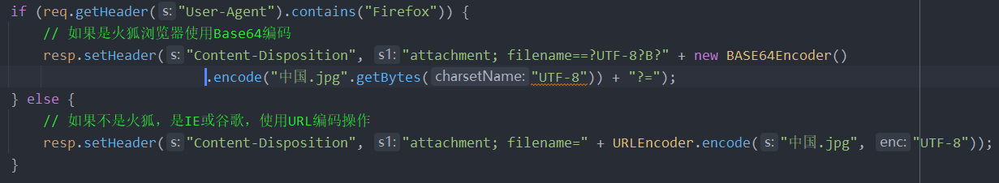 if (req.getHeader(s:"User-Agent").contains("Firefox")) {
// 如果是火狐浏览器使用Base64编码
resp.setHeader(s:"Content-Disposition", s1:"attachment; filename==?UTF-8?B?" + new BASE64Encoder()
.encode("中国.jpg".getBytes(charsetName:"UTF-8")) + "?=");
} else {
// 如果不是火狐，是IE或谷歌，使用URL编码操作
resp.setHeader(s:"Content-Disposition", s1:"attachment; filename=" + URLEncoder.encode(s:"中国.jpg", enc:"UTF-8"));
}